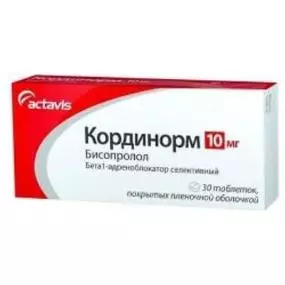 actavis
Кординорм 10 мг
Бисопролол
Бета1-адреноблокатор селективный
30 таблеток,
покрытых пленочной оболочкой